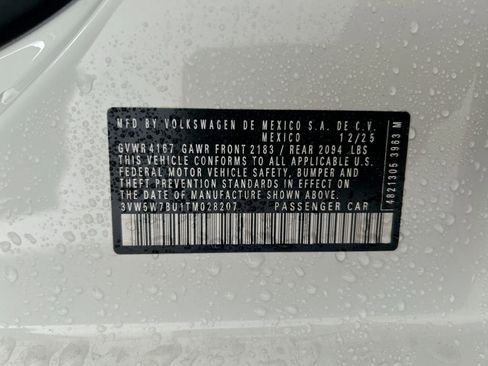 MFD BY VOLKSWAGEN DE MEXICO S.A. DE C.V.
MEXICO 12/25
GVWR 4167 GAWR FRONT 2183 / REAR 2094 LBS
THIS VEHICLE CONFORMS TO ALL APPLICABLE U.S.
FEDERAL MOTOR VEHICLE SAFETY, BUMPER AND
THEFT PREVENTION STANDARDS IN EFFECT ON THE
DATE OF MANUFACTURE SHOWN ABOVE.
3VW5W7BU1TM028207 PASSENGER CAR
4821305 3963 M